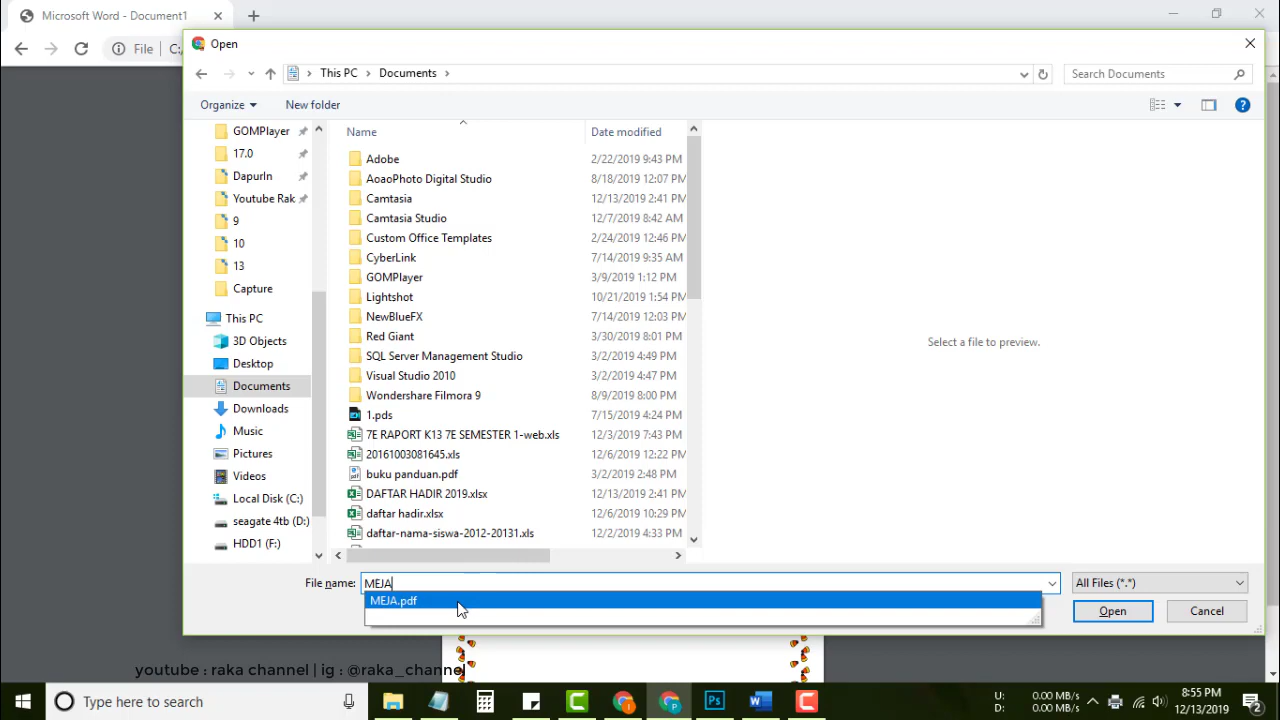 Microsoft Word - Document1
File
C:/
Open
This PC
Documents
Search Documents
Organize
New folder
GOMPlayer
17.0
DapurIn
Youtube Rak
9
10
13
Capture
This PC
3D Objects
Desktop
Documents
Downloads
Music
Pictures
Videos
Local Disk (C:)
seagate 4tb (D:)
HDD1 (F:)
Name Date modified
Adobe 2/22/2019 9:43 PM
AoaoPhoto Digital Studio 8/18/2019 12:07 PM
Camtasia 12/13/2019 2:41 PM
Camtasia Studio 12/7/2019 8:42 AM
Custom Office Templates 2/24/2019 12:46 PM
CyberLink 7/14/2019 9:35 AM
GOMPlayer 3/9/2019 1:12 PM
Lightshot 10/21/2019 1:54 PM
NewBlueFX 7/14/2019 12:03 PM
Red Giant 3/30/2019 8:01 PM
SQL Server Management Studio 3/2/2019 4:49 PM
Visual Studio 2010 3/2/2019 4:47 PM
Wondershare Filmora 9 8/9/2019 8:00 PM
1.pds 7/15/2019 4:24 PM
7E RAPORT K13 7E SEMESTER 1-web.xls 12/3/2019 7:43 PM
20161003081645.xls 12/6/2019 12:22 PM
buku panduan.pdf 3/2/2019 2:48 PM
DAFTAR HADIR 2019.xlsx 12/13/2019 2:41 PM
daftar hadir.xlsx 12/6/2019 10:29 PM
daftar-nama-siswa-2012-20131.xls 12/2/2019 4:33 PM
Select a file to preview.
File name: MEJA
All Files (*.*)
MEJA.pdf
Open
Cancel
youtube : raka channel | ig : @raka_channel
Type here to search
U: 0.00 MB/s
D: 0.00 MB/s
8:55 PM
12/13/2019
2